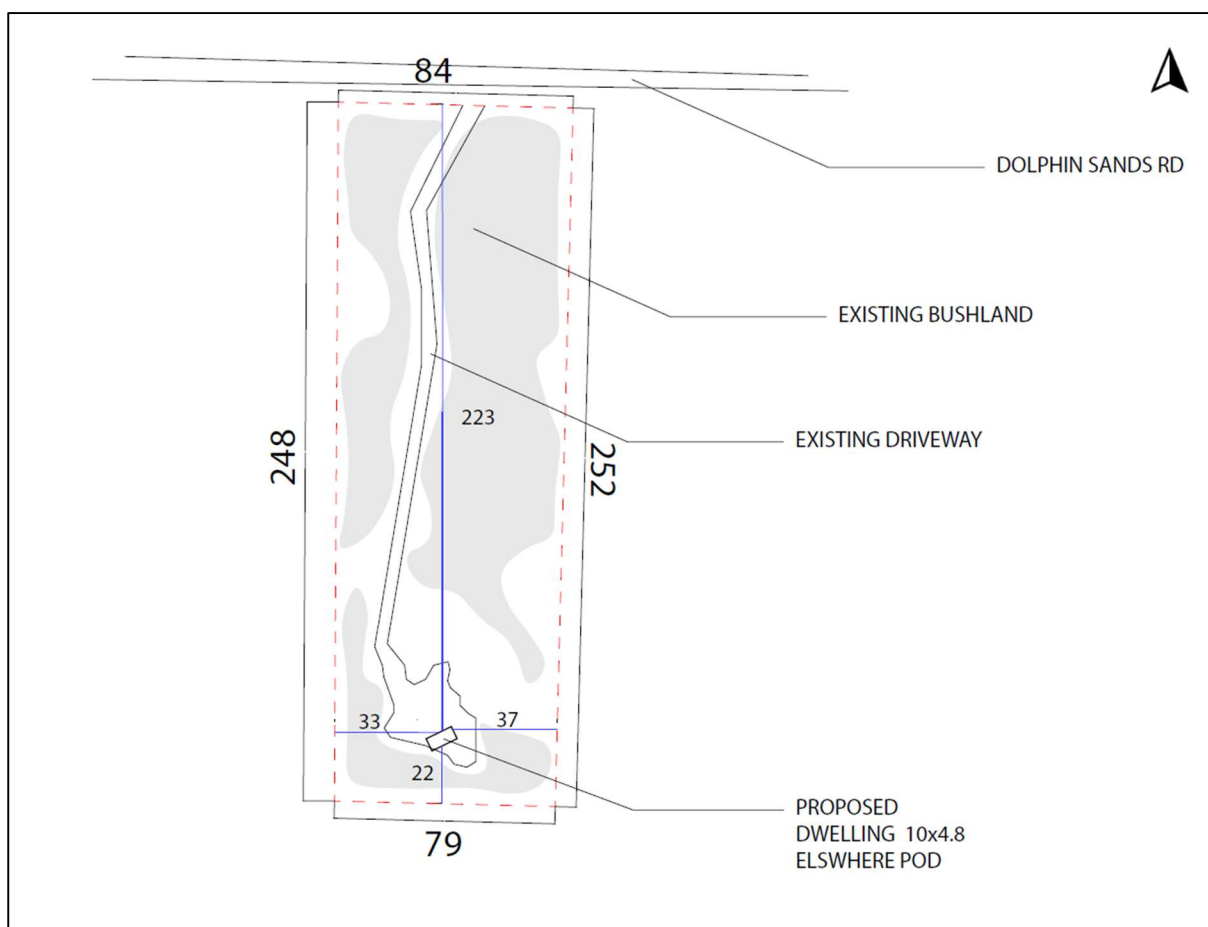 84
DOLPHIN SANDS RD
EXISTING BUSHLAND
223
EXISTING DRIVEWAY
248
252
33
37
22
PROPOSED
DWELLING 10x4.8
ELSWHERE POD
79